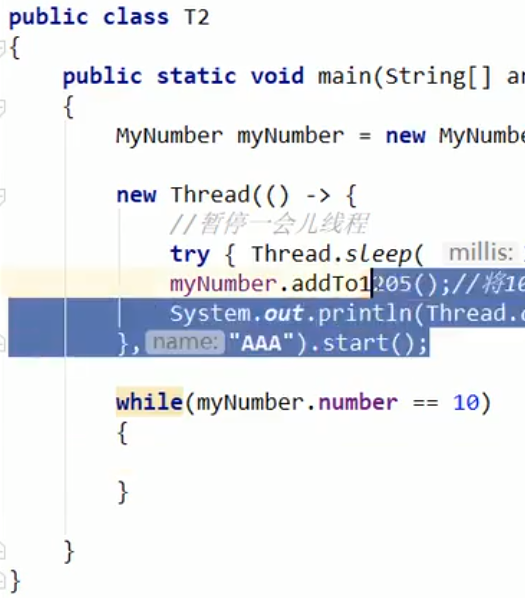 public class T2
{
public static void main(String[]
{
MyNumber myNumber = new
new Thread(() -> {
//暂停一会儿线程
try { Thread.sleep( millis:
myNumber.addTo1205();//将10
System.out.println(Thread.
}, name: "AAA").start();
while(myNumber.number == 10)
{
}
}
}